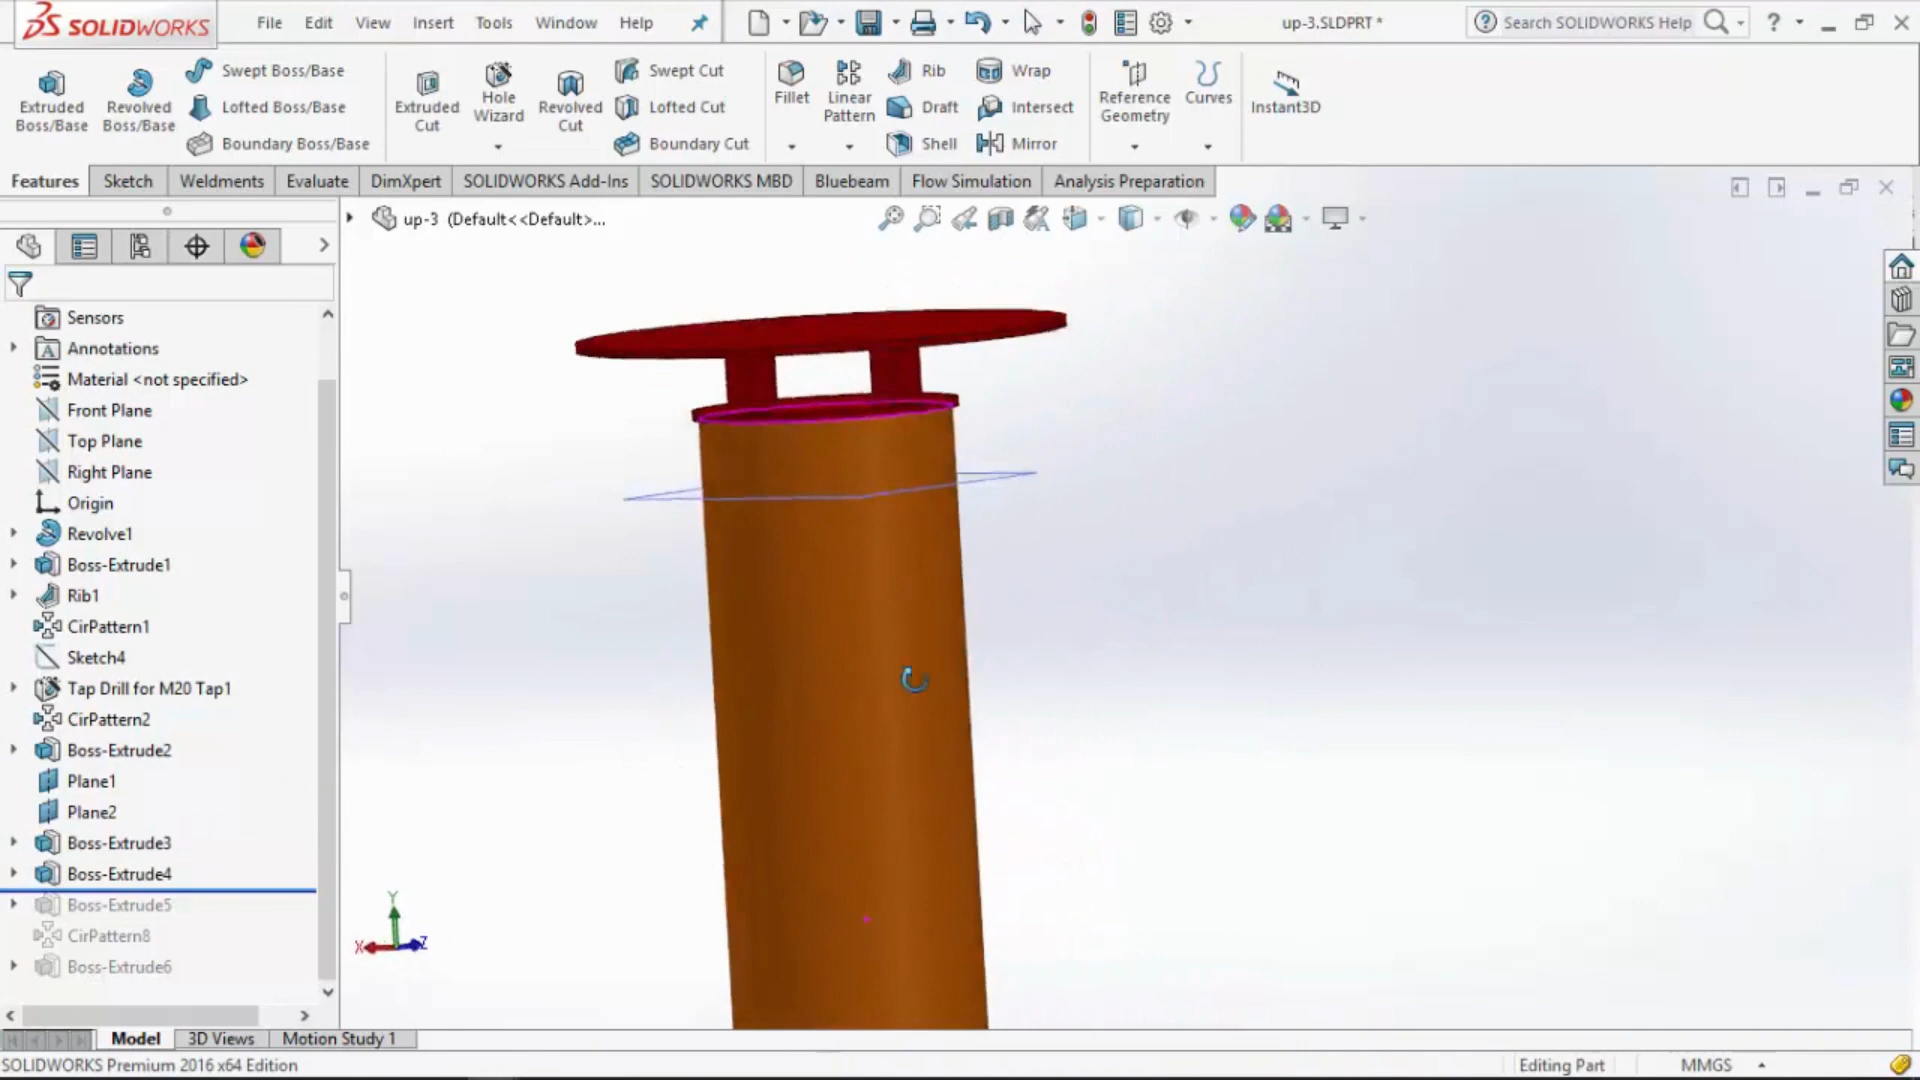 SOLIDWORKS File Edit View Insert Tools Window Help up-3.SLDPRT * Search SOLIDWORKS Help ?
Extruded Boss/Base
Revolved Boss/Base
Swept Boss/Base
Lofted Boss/Base
Boundary Boss/Base
Extruded Cut
Hole Wizard
Revolved Cut
Swept Cut
Lofted Cut
Boundary Cut
Fillet
Linear Pattern
Rib
Draft
Shell
Wrap
Intersect
Mirror
Reference Geometry
Curves
Instant3D
Features Sketch Weldments Evaluate DimXpert SOLIDWORKS Add-Ins SOLIDWORKS MBD Bluebeam Flow Simulation Analysis Preparation
up-3 (Default<<Default>...
Sensors
Annotations
Material <not specified>
Front Plane
Top Plane
Right Plane
Origin
Revolve1
Boss-Extrude1
Rib1
CirPattern1
Sketch4
Tap Drill for M20 Tap1
CirPattern2
Boss-Extrude2
Plane1
Plane2
Boss-Extrude3
Boss-Extrude4
Boss-Extrude5
CirPattern8
Boss-Extrude6
Y
X Z
Model 3D Views Motion Study 1
SOLIDWORKS Premium 2016 x64 Edition Editing Part MMGS